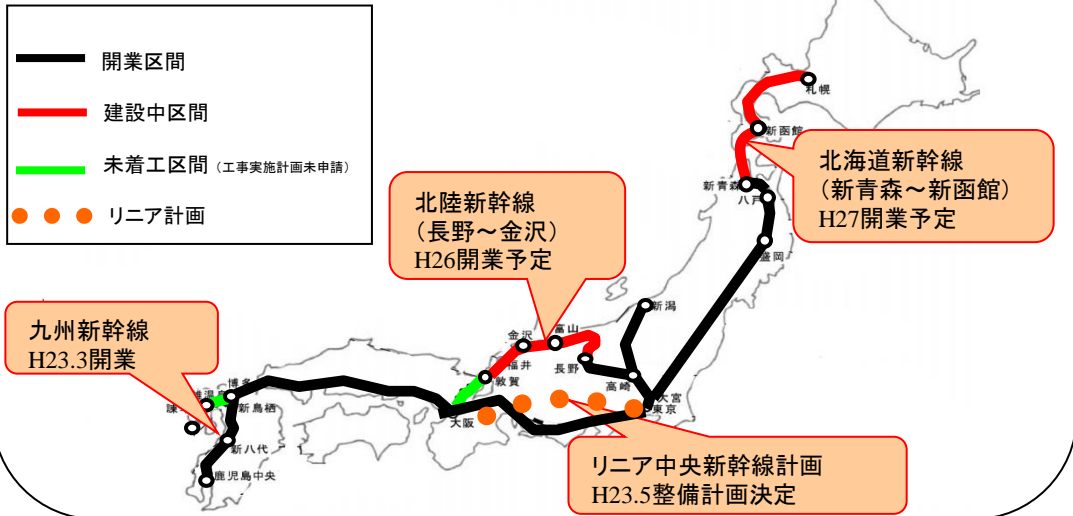 開業区間
建設中区間
未着工区間（工事実施計画未申請）
リニア計画
札幌
新函館
北海道新幹線
（新青森～新函館）
H27開業予定
新青森
八戸
盛岡
北陸新幹線
（長野～金沢）
H26開業予定
新潟
富山
金沢
福井
長野
敦賀
高崎
大宮
東京
九州新幹線
H23.3開業
博多
新鳥栖
大阪
新八代
鹿児島中央
リニア中央新幹線計画
H23.5整備計画決定